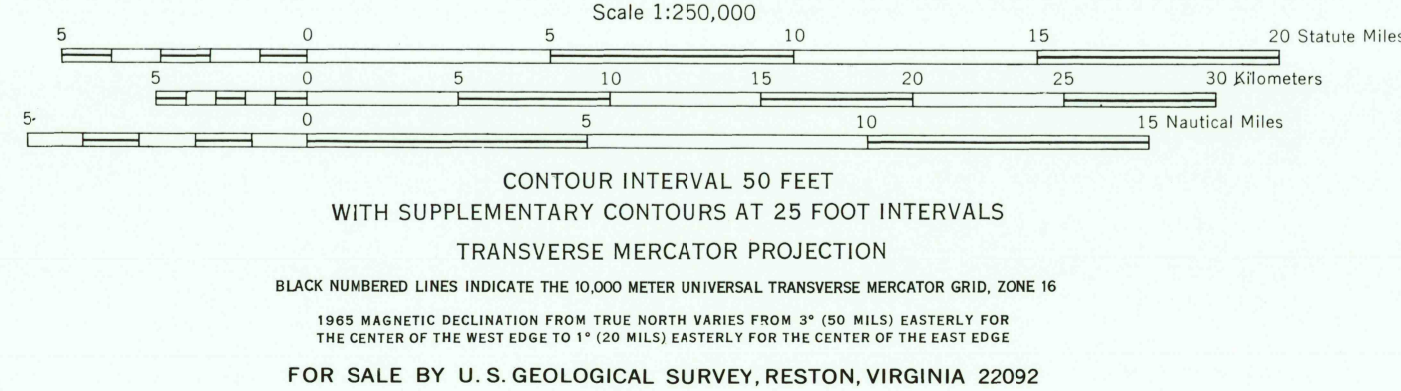 Scale 1:250,000
5 0 5 10 15 20 Statute Miles
5 0 5 10 15 20 25 30 Kilometers
5 0 5 10 15 Nautical Miles
CONTOUR INTERVAL 50 FEET
WITH SUPPLEMENTARY CONTOURS AT 25 FOOT INTERVALS
TRANSVERSE MERCATOR PROJECTION
BLACK NUMBERED LINES INDICATE THE 10,000 METER UNIVERSAL TRANSVERSE MERCATOR GRID, ZONE 16
1965 MAGNETIC DECLINATION FROM TRUE NORTH VARIES FROM 3° (50 MILS) EASTERLY FOR
THE CENTER OF THE WEST EDGE TO 1° (20 MILS) EASTERLY FOR THE CENTER OF THE EAST EDGE
FOR SALE BY U. S. GEOLOGICAL SURVEY, RESTON, VIRGINIA 22092